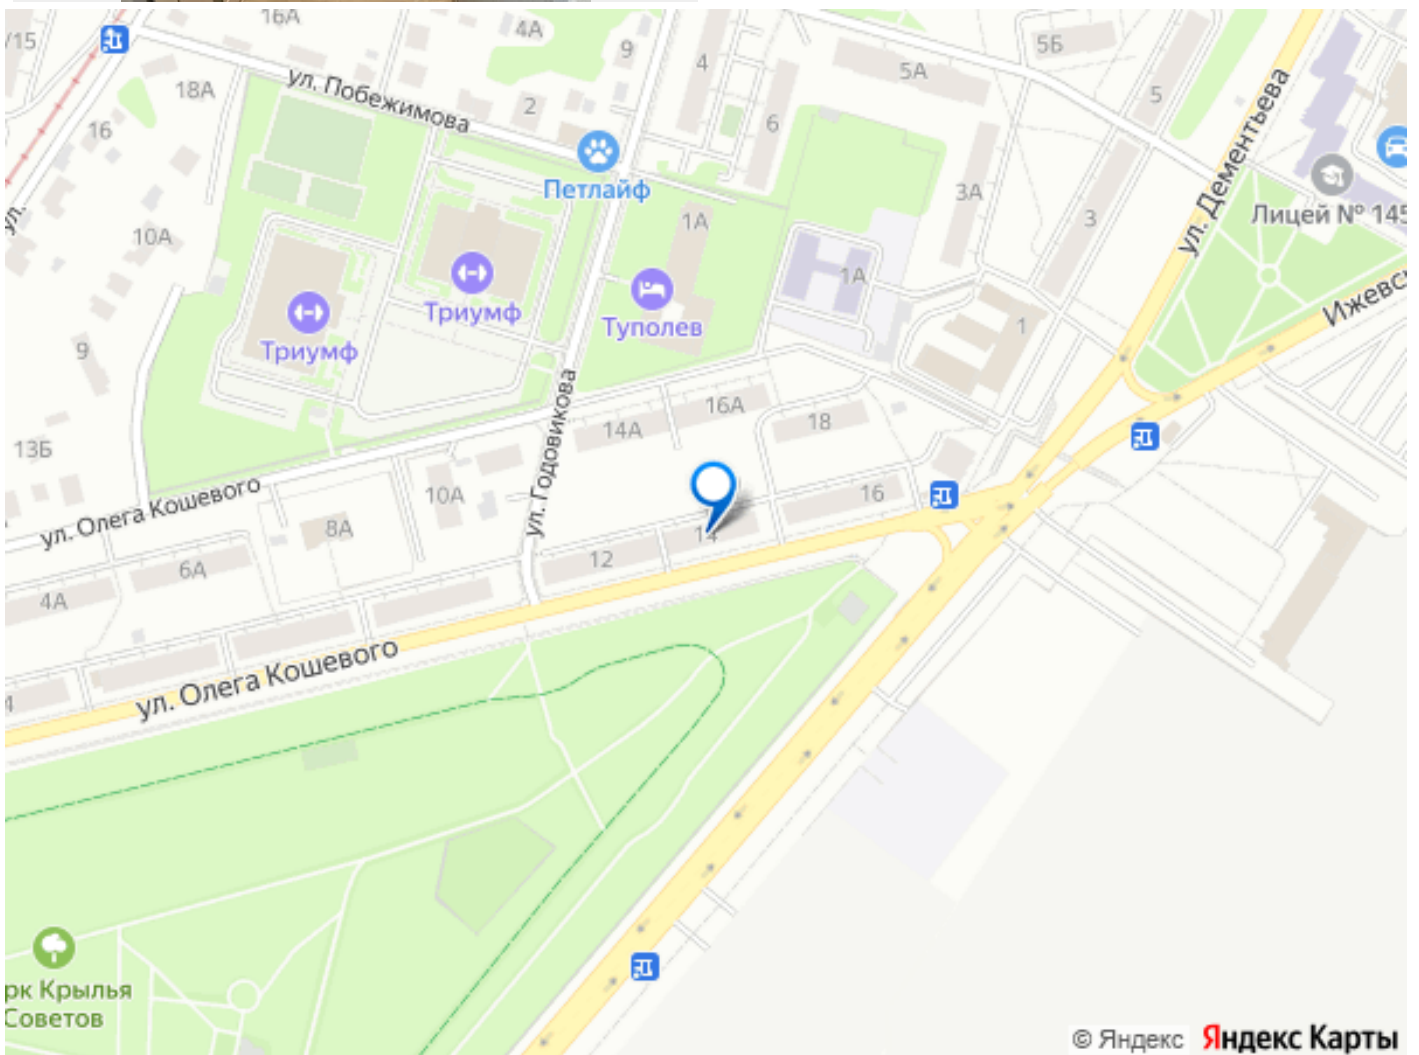 16А
4А
5Б
/15
9
4
5А
18А
ул. Побежимова
2
5
6
16
ул. Дементьева
Петлайф
3А
Лицей № 145
ул.
10А
1А
3
1А
Ижевск
Триумф
Туполев
1
Триумф
9
ул. Годовикова
16А
14А
18
13Б
10А
16
ул. Олега Кошевого
8А
14
12
6А
4А
ул. Олега Кошевого
рк Крылья
Советов
© Яндекс Яндекс Карты